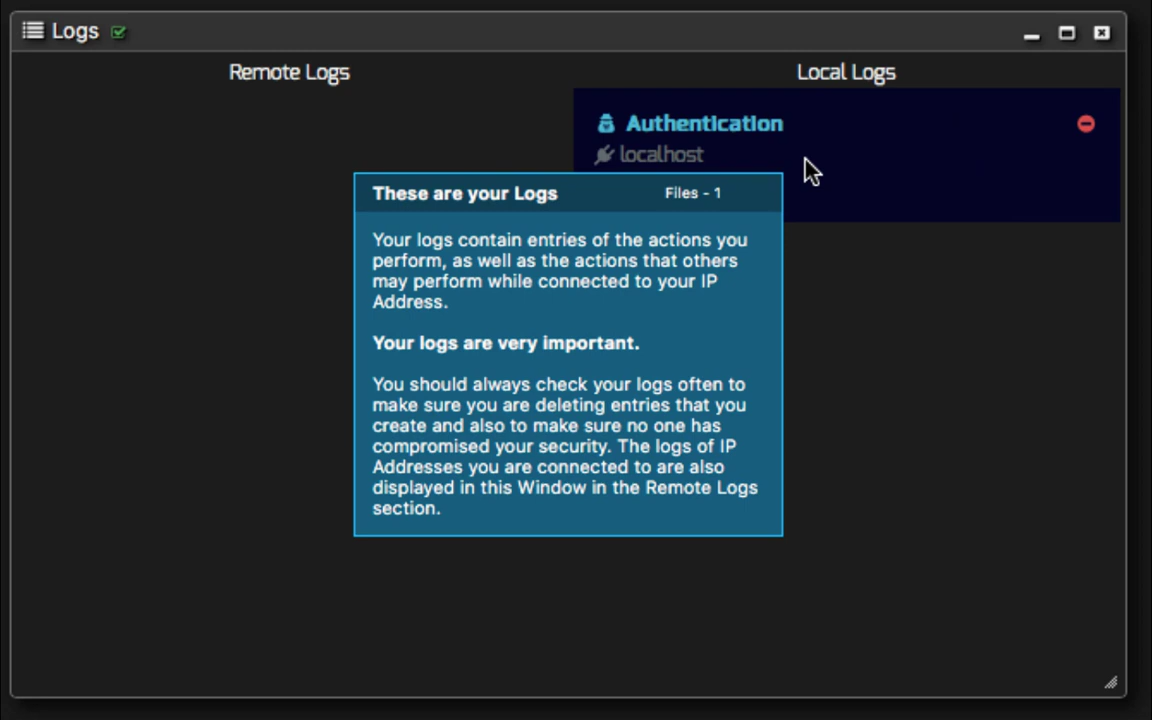 Logs
Remote Logs
Local Logs
Authentication
localhost
These are your Logs
Files - 1
Your logs contain entries of the actions you
perform, as well as the actions that others
may perform while connected to your IP
Address.
Your logs are very important.
You should always check your logs often to
make sure you are deleting entries that you
create and also to make sure no one has
compromised your security. The logs of IP
Addresses you are connected to are also
displayed in this Window in the Remote Logs
section.